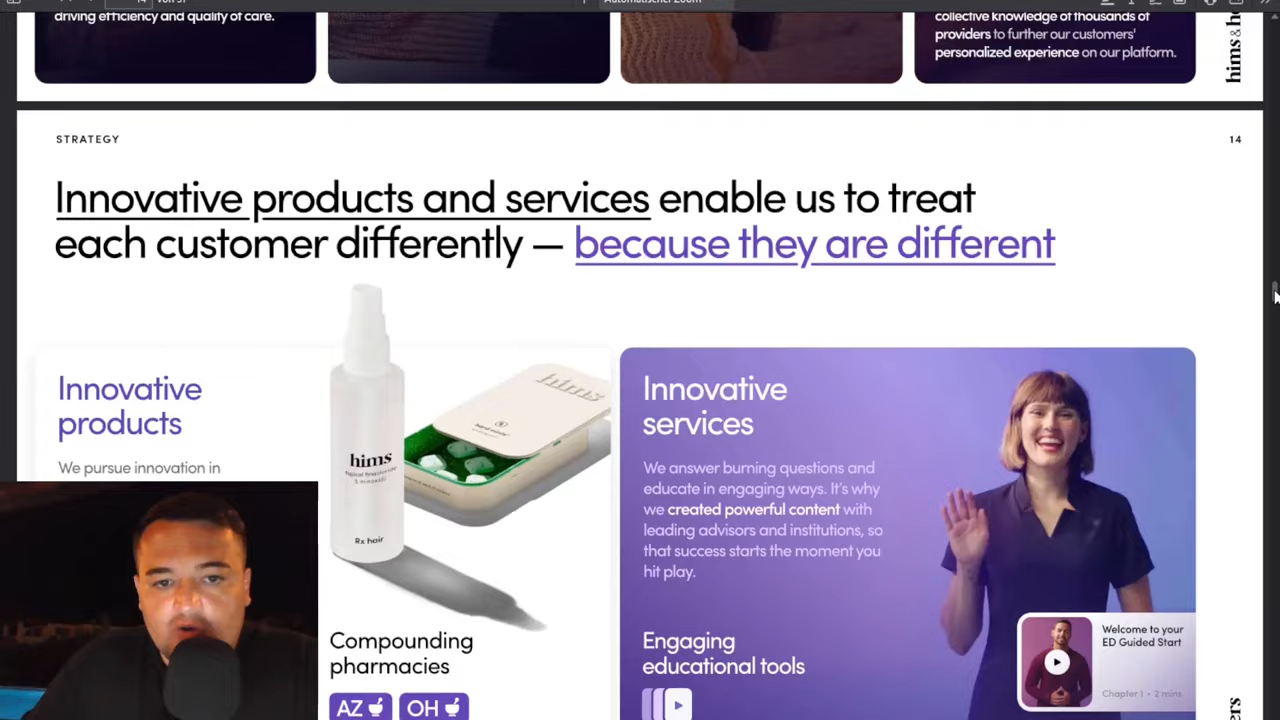 Automatischer Zoom
driving efficiency and quality of care.
collective knowledge of thousands of
providers to further our customers'
personalized experience on our platform.
STRATEGY
14
Innovative products and services enable us to treat
each customer differently — because they are different
Innovative
products
We pursue innovation in
hims
hims
Rx hair
Compounding
pharmacies
AZ
OH
Innovative
services
We answer burning questions and
educate in engaging ways. It's why
we created powerful content with
leading advisors and institutions, so
that success starts the moment you
hit play.
Engaging
educational tools
Welcome to your
ED Guided Start
Chapter 1 • 2 mins